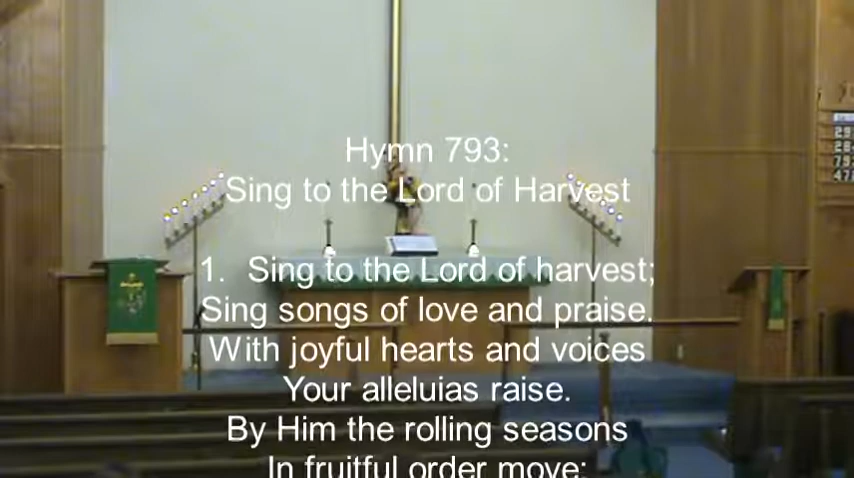 Hymn 793:
Sing to the Lord of Harvest
1. Sing to the Lord of harvest;
Sing songs of love and praise.
With joyful hearts and voices
Your alleluias raise.
By Him the rolling seasons
In fruitful order move;